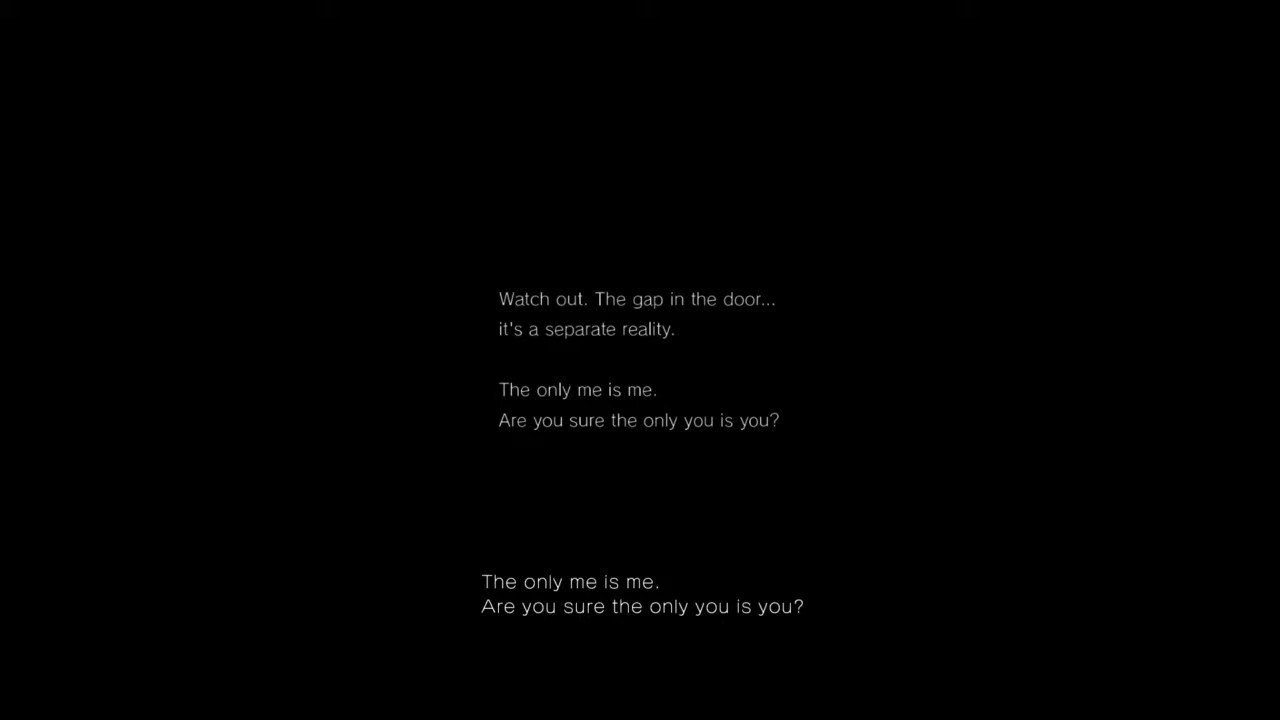 Watch out. The gap in the door...
it's a separate reality.
The only me is me.
Are you sure the only you is you?
The only me is me.
Are you sure the only you is you?